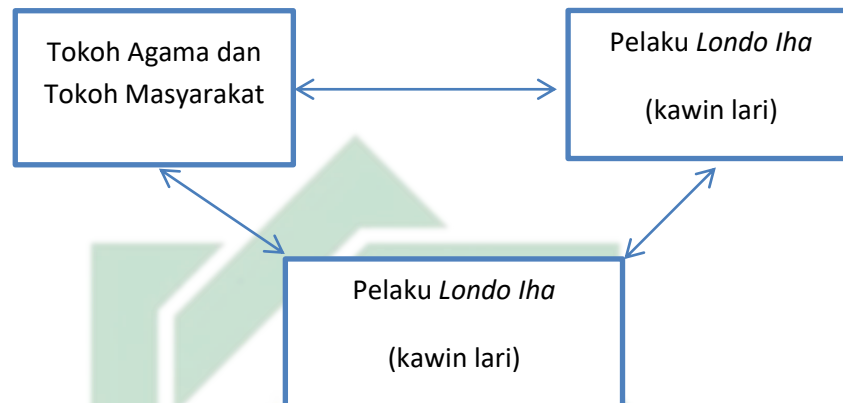 Tokoh Agama dan
Tokoh Masyarakat
Pelaku Londo Iha
(kawin lari)
Pelaku Londo Iha
(kawin lari)